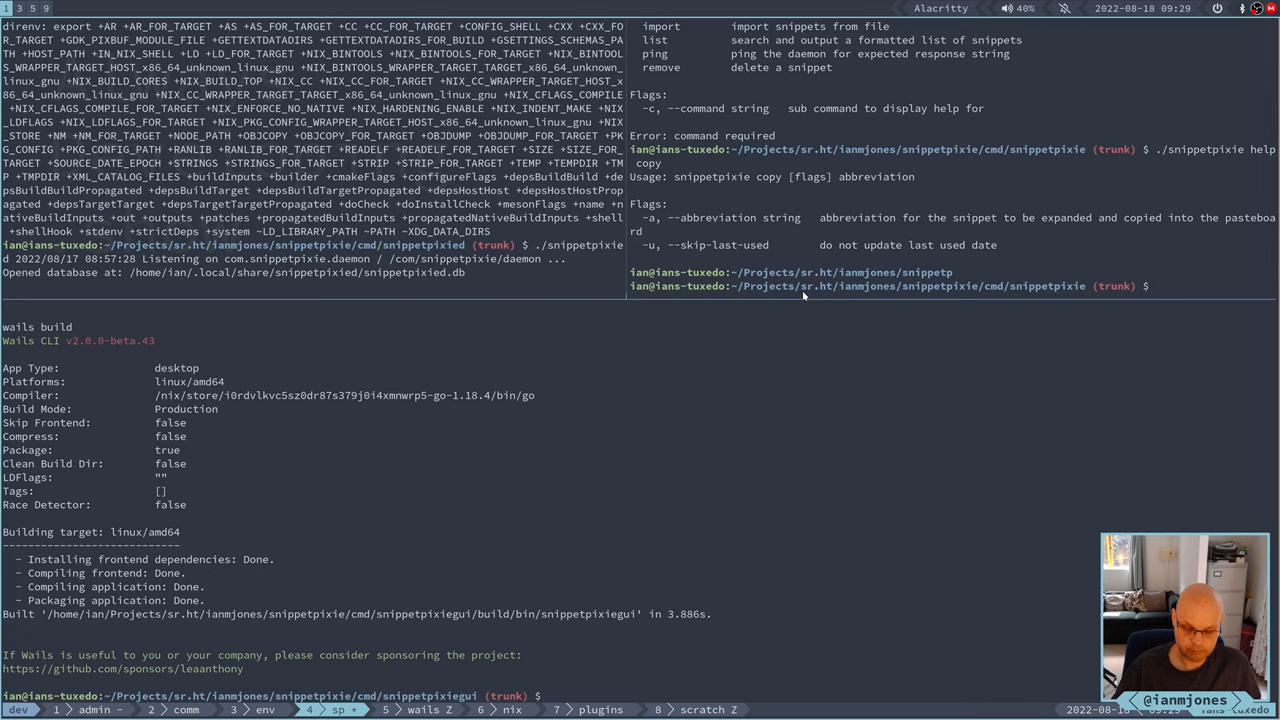 1 3 5 9
Alacritty 40% 2022-08-18 09:29
direnv: export +AR +AR_FOR_TARGET +AS +AS_FOR_TARGET +CC +CC_FOR_TARGET +CONFIG_SHELL +CXX +CXX_FO
R_TARGET +GDK_PIXBUF_MODULE_FILE +GETTEXTDATADIRS +GETTEXTDATADIRS_FOR_BUILD +GSETTINGS_SCHEMAS_PA
TH +HOST_PATH +IN_NIX_SHELL +LD +LD_FOR_TARGET +NIX_BINTOOLS +NIX_BINTOOLS_FOR_TARGET +NIX_BINTOOL
S_WRAPPER_TARGET_HOST_x86_64_unknown_linux_gnu +NIX_BINTOOLS_WRAPPER_TARGET_TARGET_x86_64_unknown_
linux_gnu +NIX_BUILD_CORES +NIX_BUILD_TOP +NIX_CC +NIX_CC_FOR_TARGET +NIX_CC_WRAPPER_TARGET_HOST_x
86_64_unknown_linux_gnu +NIX_CC_WRAPPER_TARGET_TARGET_x86_64_unknown_linux_gnu +NIX_CFLAGS_COMPILE
+NIX_CFLAGS_COMPILE_FOR_TARGET +NIX_ENFORCE_NO_NATIVE +NIX_HARDENING_ENABLE +NIX_INDENT_MAKE +NIX
_LDFLAGS +NIX_LDFLAGS_FOR_TARGET +NIX_PKG_CONFIG_WRAPPER_TARGET_HOST_x86_64_unknown_linux_gnu +NIX
_STORE +NM +NM_FOR_TARGET +NODE_PATH +OBJCOPY +OBJCOPY_FOR_TARGET +OBJDUMP +OBJDUMP_FOR_TARGET +PK
G_CONFIG +PKG_CONFIG_PATH +RANLIB +RANLIB_FOR_TARGET +READELF +READELF_FOR_TARGET +SIZE +SIZE_FOR_
TARGET +SOURCE_DATE_EPOCH +STRINGS +STRINGS_FOR_TARGET +STRIP +STRIP_FOR_TARGET +TEMP +TEMPDIR +TM
P +TMPDIR +XML_CATALOG_FILES +buildInputs +builder +cmakeFlags +configureFlags +depsBuildBuild +de
psBuildBuildPropagated +depsBuildTarget +depsBuildTargetPropagated +depsHostHost +depsHostHostProp
agated +depsTargetTarget +depsTargetTargetPropagated +doCheck +doInstallCheck +mesonFlags +name +n
ativeBuildInputs +out +outputs +patches +propagatedBuildInputs +propagatedNativeBuildInputs +shell
+shellHook +stdenv +strictDeps +system ~LD_LIBRARY_PATH ~PATH ~XDG_DATA_DIRS
ian@ians-tuxedo:~/Projects/sr.ht/ianmjones/snippetpixie/cmd/snippetpixied (trunk) $ ./snippetpixie
d 2022/08/17 08:57:28 Listening on com.snippetpixie.daemon / /com/snippetpixie/daemon ...
Opened database at: /home/ian/.local/share/snippetpixied/snippetpixied.db
import import snippets from file
list search and output a formatted list of snippets
ping ping the daemon for expected response string
remove delete a snippet
Flags:
-c, --command string sub command to display help for
Error: command required
ian@ians-tuxedo:~/Projects/sr.ht/ianmjones/snippetpixie/cmd/snippetpixie (trunk) $ ./snippetpixie help
copy
Usage: snippetpixie copy [flags] abbreviation
Flags:
-a, --abbreviation string abbreviation for the snippet to be expanded and copied into the pasteboa
rd
-u, --skip-last-used do not update last used date
ian@ians-tuxedo:~/Projects/sr.ht/ianmjones/snippetp
ian@ians-tuxedo:~/Projects/sr.ht/ianmjones/snippetpixie/cmd/snippetpixie (trunk) $
wails build
Wails CLI v2.0.0-beta.43
App Type: desktop
Platforms: linux/amd64
Compiler: /nix/store/i0rdvlkvc5sz0dr87s379j0i4xmnwrp5-go-1.18.4/bin/go
Build Mode: Production
Skip Frontend: false
Compress: false
Package: true
Clean Build Dir: false
LDFlags: ""
Tags: []
Race Detector: false
Building target: linux/amd64
---------------------------
- Installing frontend dependencies: Done.
- Compiling frontend: Done.
- Compiling application: Done.
- Packaging application: Done.
Built '/home/ian/Projects/sr.ht/ianmjones/snippetpixie/cmd/snippetpixiegui/build/bin/snippetpixiegui' in 3.886s.
If Wails is useful to you or your company, please consider sponsoring the project:
https://github.com/sponsors/leaanthony
ian@ians-tuxedo:~/Projects/sr.ht/ianmjones/snippetpixie/cmd/snippetpixiegui (trunk) $
dev 1 admin - 2 comm 3 env 4 sp * 5 wails Z 6 nix 7 plugins 8 scratch Z
@ianmjones